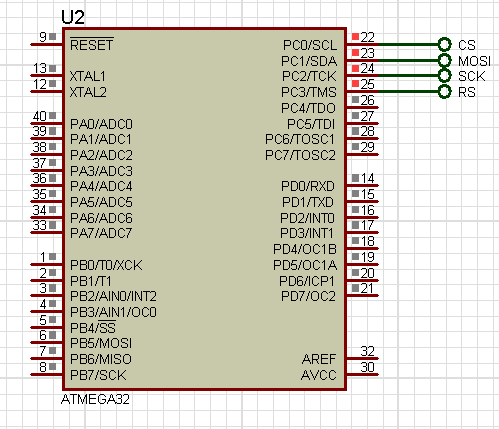 U2
9 RESET
13 XTAL1
12 XTAL2
40 PA0/ADC0
39 PA1/ADC1
38 PA2/ADC2
37 PA3/ADC3
36 PA4/ADC4
35 PA5/ADC5
34 PA6/ADC6
33 PA7/ADC7
1 PB0/T0/XCK
2 PB1/T1
3 PB2/AIN0/INT2
4 PB3/AIN1/OC0
5 PB4/SS
6 PB5/MOSI
7 PB6/MISO
8 PB7/SCK
PC0/SCL 22 CS
PC1/SDA 23 MOSI
PC2/TCK 24 SCK
PC3/TMS 25 RS
PC4/TDO 26
PC5/TDI 27
PC6/TOSC1 28
PC7/TOSC2 29
PD0/RXD 14
PD1/TXD 15
PD2/INT0 16
PD3/INT1 17
PD4/OC1B 18
PD5/OC1A 19
PD6/ICP1 20
PD7/OC2 21
AREF 32
AVCC 30
ATMEGA32